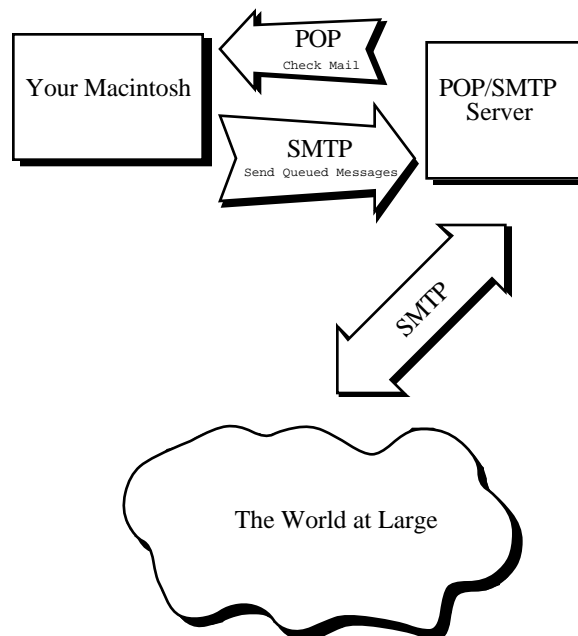 POP
Check Mail
Your Macintosh
POP/SMTP
Server
SMTP
Send Queued Messages
SMTP
The World at Large